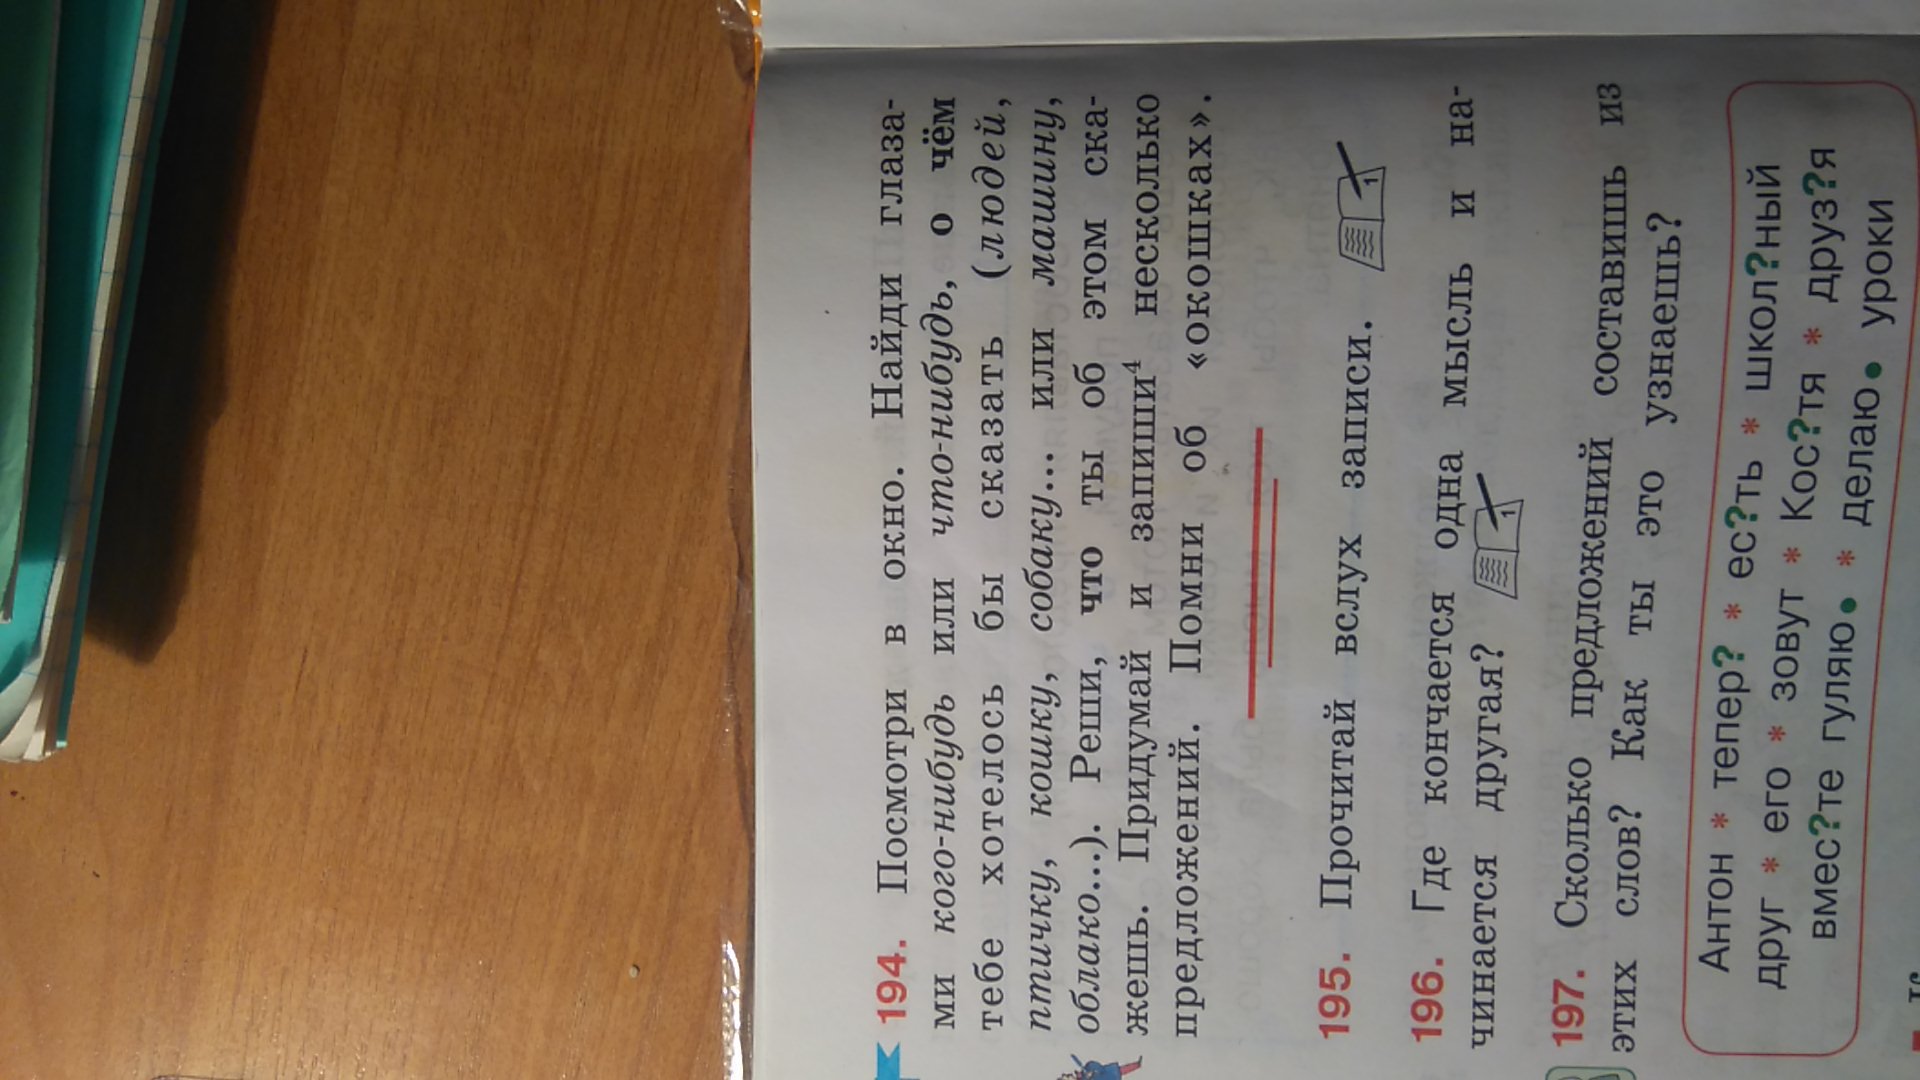 194. Посмотри в окно. Найди глаза-
ми кого-нибудь или что-нибудь, о чём
тебе хотелось бы сказать (людей,
птичку, кошку, собаку... или машину,
облако...). Реши, что ты об этом ска-
жешь. Придумай и запиши⁴ несколько
предложений. Помни об «окошках».
195. Прочитай вслух записи. 1
196. Где кончается одна мысль и на-
чинается другая? 1
197. Сколько предложений составишь из
этих слов? Как ты это узнаешь?
Антон * тепер? * ес?ть * школ?ный
друг * его * зовут * Кос?тя * друз?я
вмес?те гуляю● * делаю● уроки